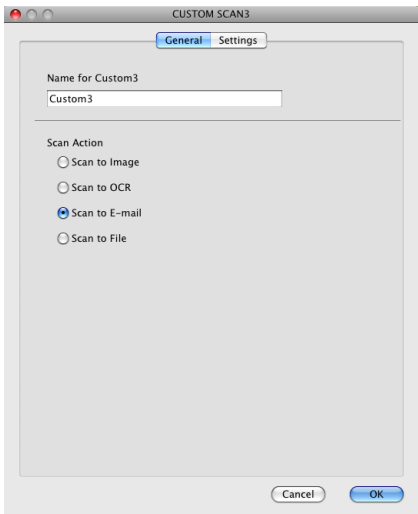 CUSTOM SCAN3
General Settings
Name for Custom3
Custom3
Scan Action
Scan to Image
Scan to OCR
Scan to E-mail
Scan to File
Cancel OK